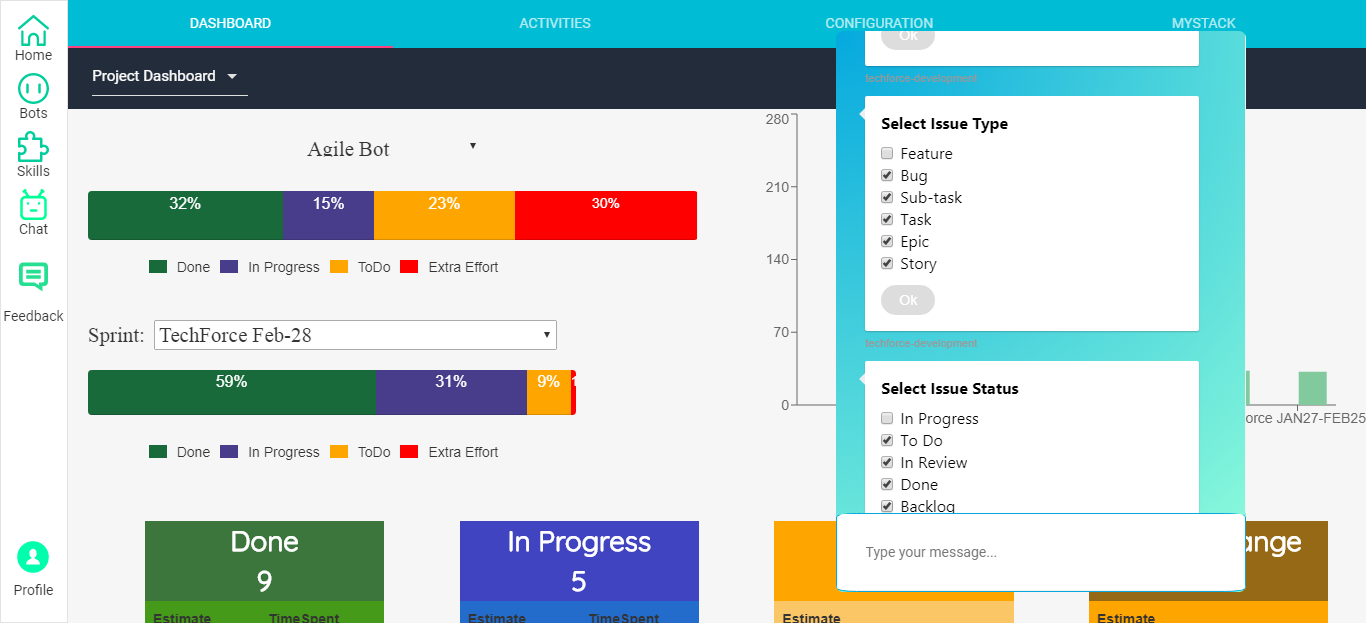 DASHBOARD
ACTIVITIES
CONFIGURATION
MYSTACK
Home
Bots
Skills
Chat
Feedback
Profile
Project Dashboard
Agile Bot
32%
15%
23%
30%
Done
In Progress
ToDo
Extra Effort
Sprint:
TechForce Feb-28
59%
31%
9%
Done
In Progress
ToDo
Extra Effort
280
210
140
70
0
JAN27-FEB25
Ok
techforce-development
Select Issue Type
Feature
Bug
Sub-task
Task
Epic
Story
Ok
techforce-development
Select Issue Status
In Progress
To Do
In Review
Done
Backlog
Type your message...
Done
9
Estimate
TimeSpent
In Progress
5
Estimate
TimeSpent
Estimate
Estimate